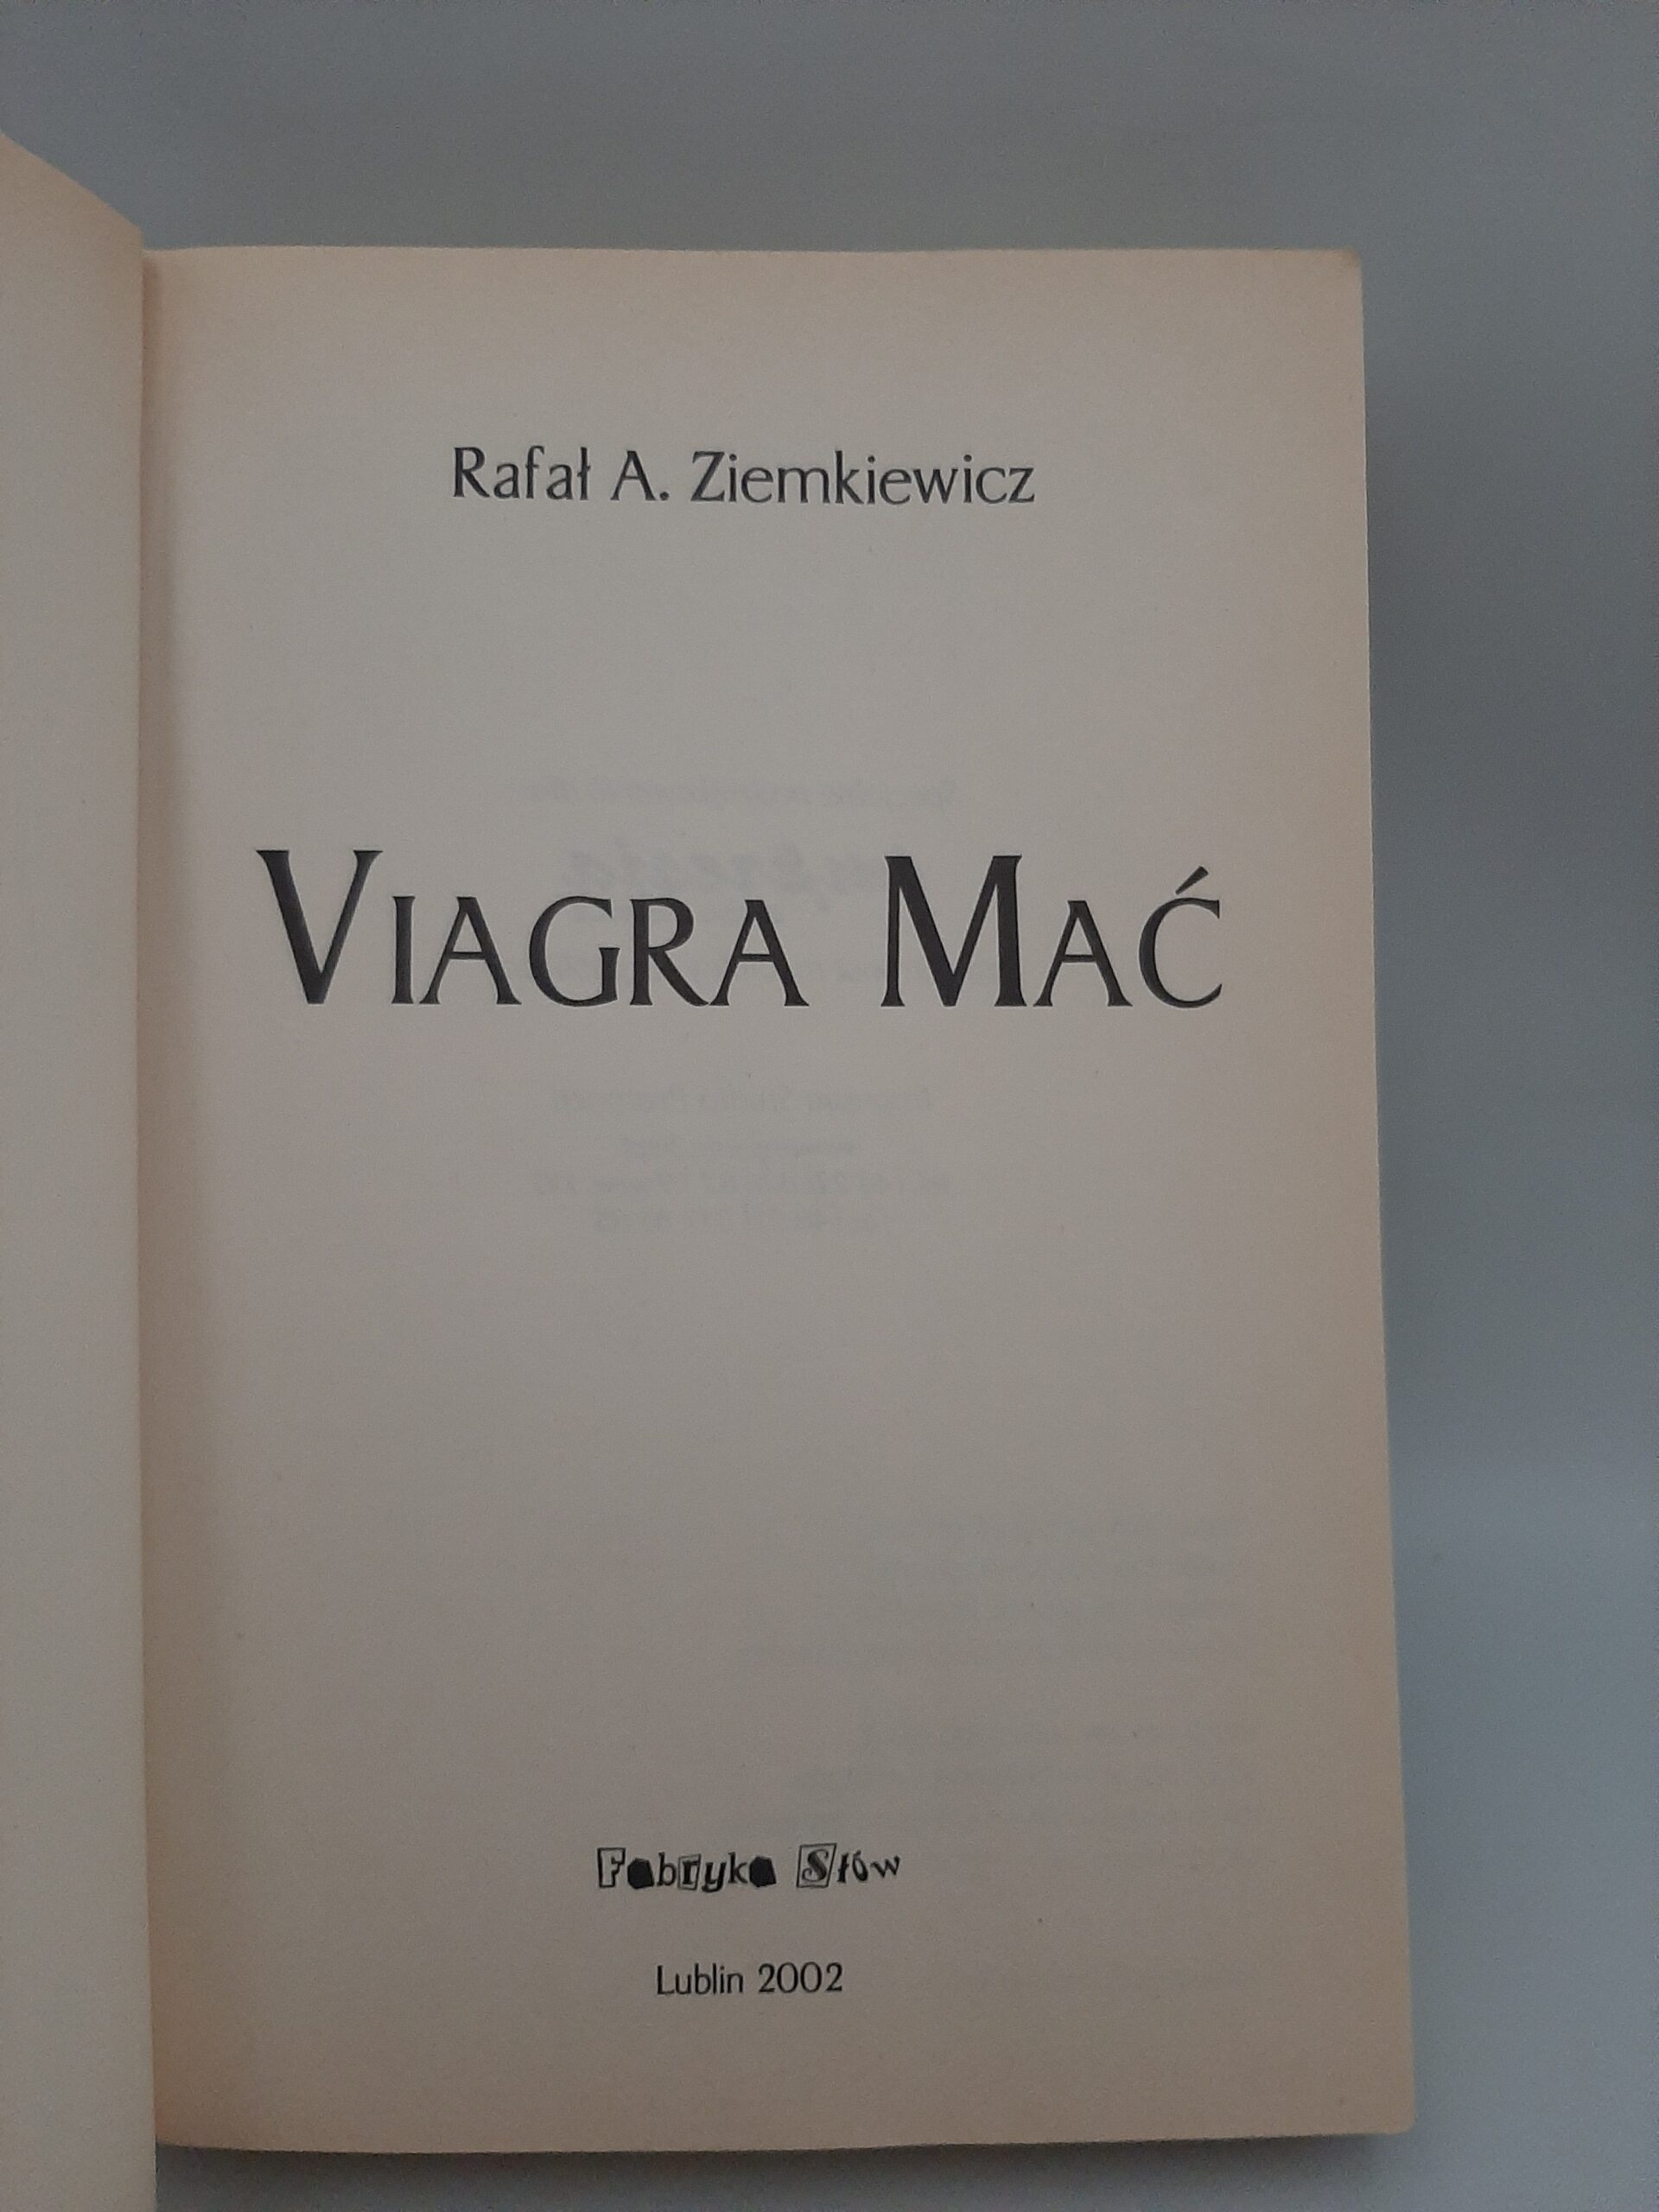 Rafał A. Ziemkiewicz
VIAGRA MAĆ
Fabryka Słów
Lublin 2002